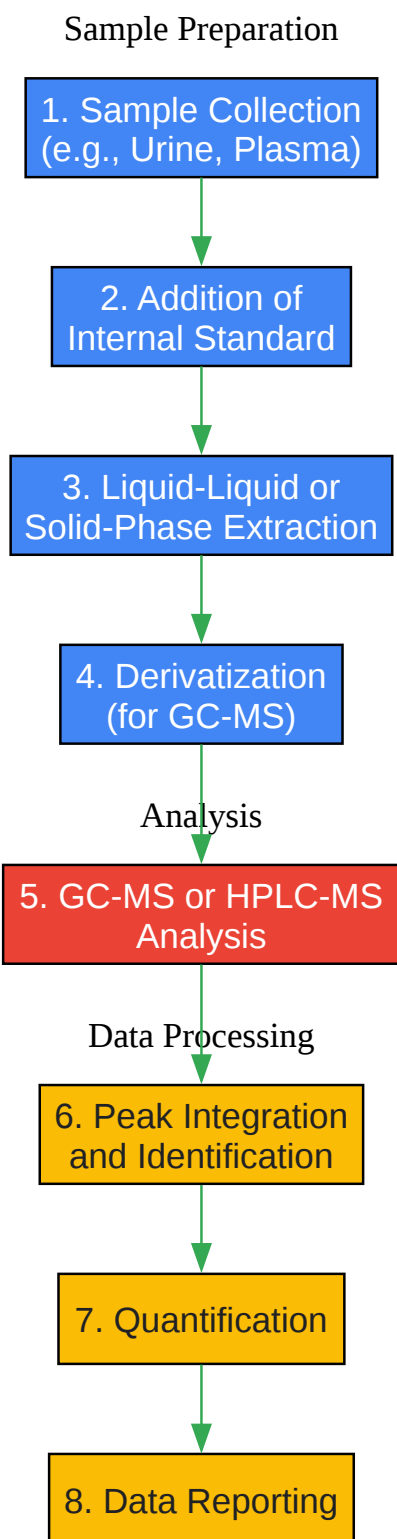 Sample Preparation
1. Sample Collection
(e.g., Urine, Plasma)
2. Addition of
Internal Standard
3. Liquid-Liquid or
Solid-Phase Extraction
4. Derivatization
(for GC-MS)
Analysis
5. GC-MS or HPLC-MS
Analysis
Data Processing
6. Peak Integration
and Identification
7. Quantification
8. Data Reporting